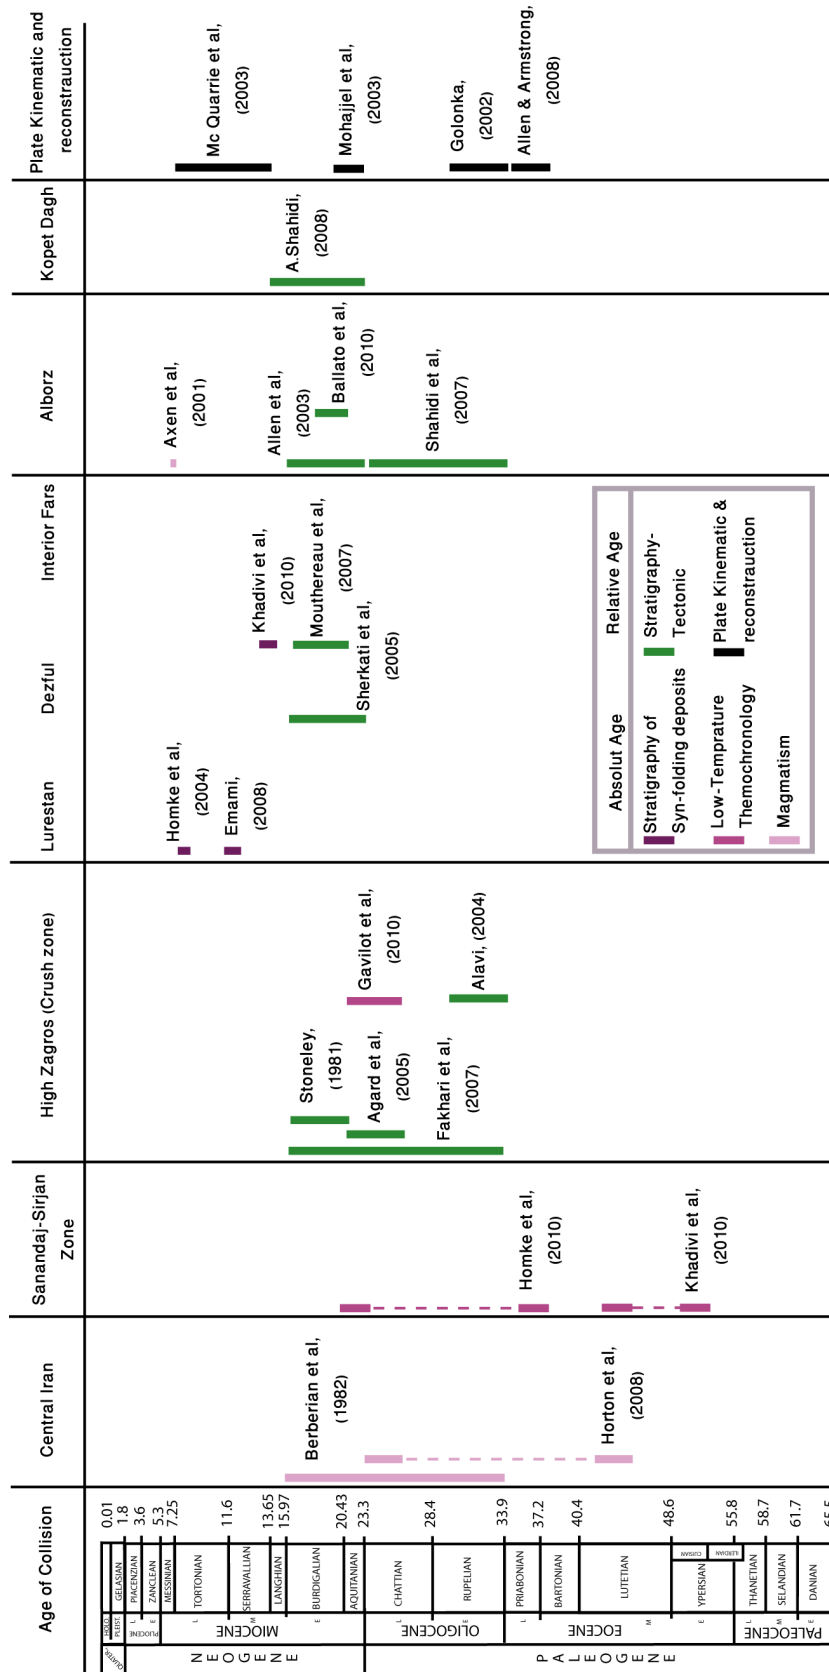 Age of Collision
Central Iran
Sanandaj-Sirjan
Zone
High Zagros (Crush zone)
Lurestan
Dezful
Interior Fars
Alborz
Kopet Dagh
Plate Kinematic and
reconstrauction
QUATER.
HOLO.
PLEIST.
GELASIAN
0.01
1.8
NEOGENE
PLIOCENE
L
PIACENZIAN
3.6
E
ZANCLEAN
5.3
MIOCENE
L
MESSINIAN
7.25
TORTONIAN
11.6
M
SERRAVALLIAN
13.65
LANGHIAN
15.97
E
BURDIGALLIAN
20.43
AQUITANIAN
23.3
PALEOGENE
OLIGOCENE
L
CHATTIAN
28.4
E
RUPELIAN
33.9
EOCENE
L
PRIABONIAN
37.2
BARTONIAN
40.4
M
LUTETIAN
48.6
E
YPERSIAN
CUISIAN
ILERDIAN
55.8
PALEOCENE
L
THANETIAN
58.7
M
SELANDIAN
61.7
E
DANIAN
65.5
Berberian et al,
(1982)
Horton et al,
(2008)
Homke et al,
(2010)
Khadivi et al,
(2010)
Stoneley,
(1981)
Agard et al,
(2005)
Fakhari et al,
(2007)
Gavilot et al,
(2010)
Alavi, (2004)
Homke et al,
(2004)
Emami,
(2008)
Khadivi et al,
(2010)
Mouthereau et al,
(2007)
Sherkati et al,
(2005)
Axen et al,
(2001)
Allen et al,
(2003)
Ballato et al,
(2010)
Shahidi et al,
(2007)
A.Shahidi,
(2008)
Mc Quarrie et al,
(2003)
Mohajjel et al,
(2003)
Golonka,
(2002)
Allen & Armstrong,
(2008)
Absolut Age
Relative Age
Stratigraphy of
Syn-folding deposits
Low-Temprature
Themochronology
Magmatism
Stratigraphy-
Tectonic
Plate Kinematic &
reconstrauction